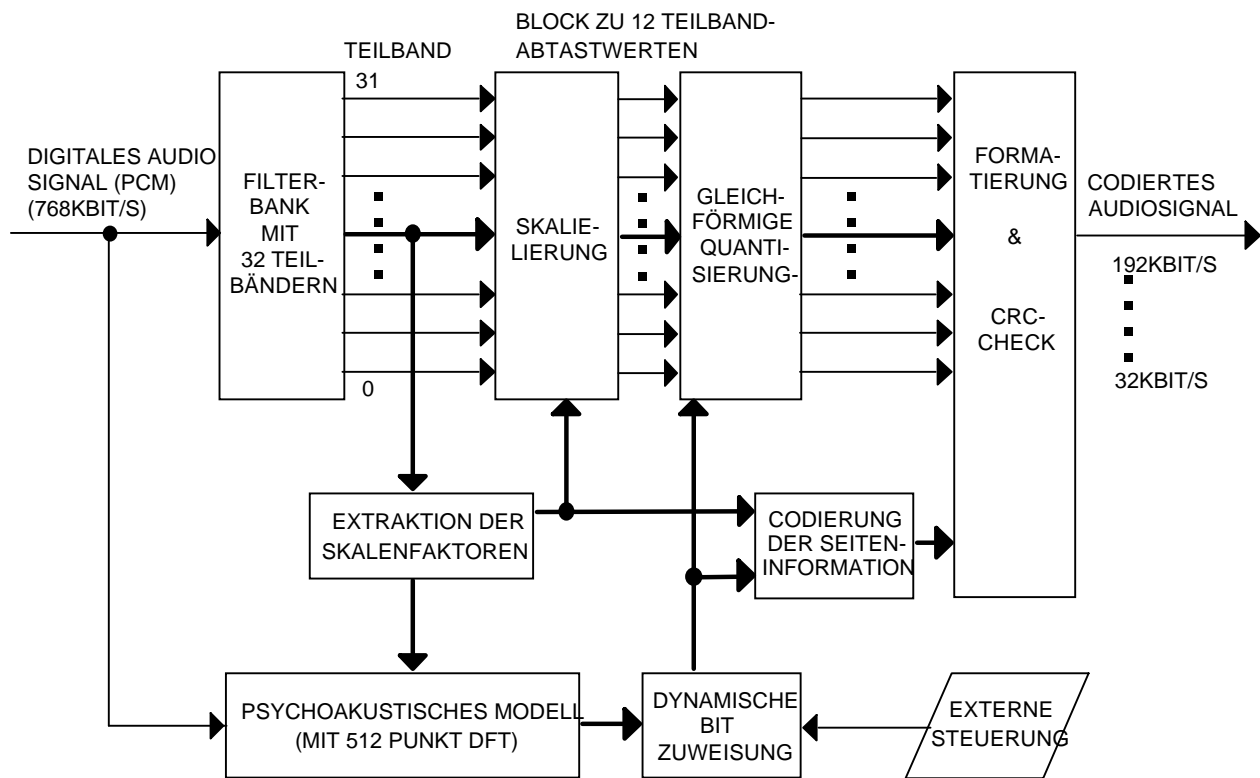 BLOCK ZU 12 TEILBAND-
ABTASTWERTEN
TEILBAND
31
0
DIGITALES AUDIO
SIGNAL (PCM)
(768KBIT/S)
FILTER-
BANK
MIT
32 TEIL-
BÄNDERN
SKALIE-
LIERUNG
GLEICH-
FÖRMIGE
QUANTI-
SIERUNG-
FORMA-
TIERUNG
&
CRC-
CHECK
CODIERTES
AUDIOSIGNAL
192KBIT/S
32KBIT/S
EXTRAKTION DER
SKALENFAKTOREN
CODIERUNG
DER SEITEN-
INFORMATION
PSYCHOAKUSTISCHES MODELL
(MIT 512 PUNKT DFT)
DYNAMISCHE
BIT
ZUWEISUNG
EXTERNE
STEUERUNG